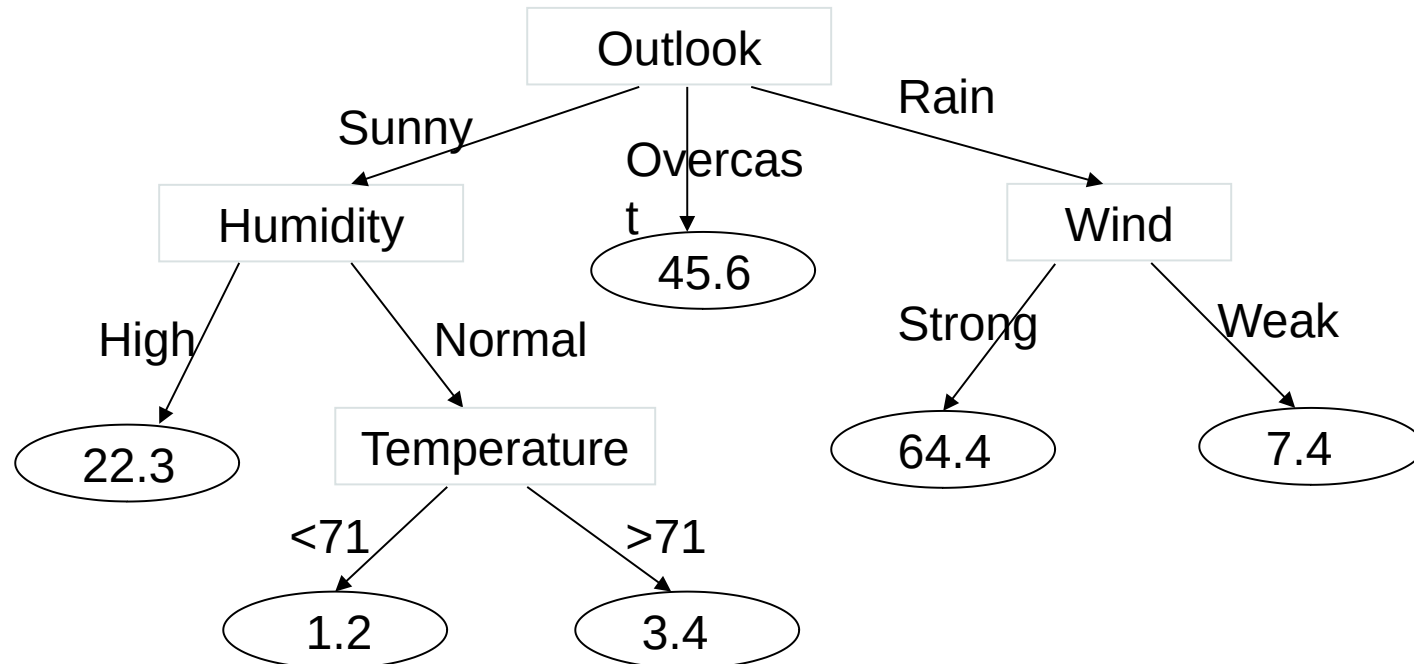 Outlook
Rain
Sunny
Overcas
t
Humidity
Wind
45.6
High
Normal
Strong
Weak
22.3
Temperature
64.4
7.4
<71
>71
1.2
3.4